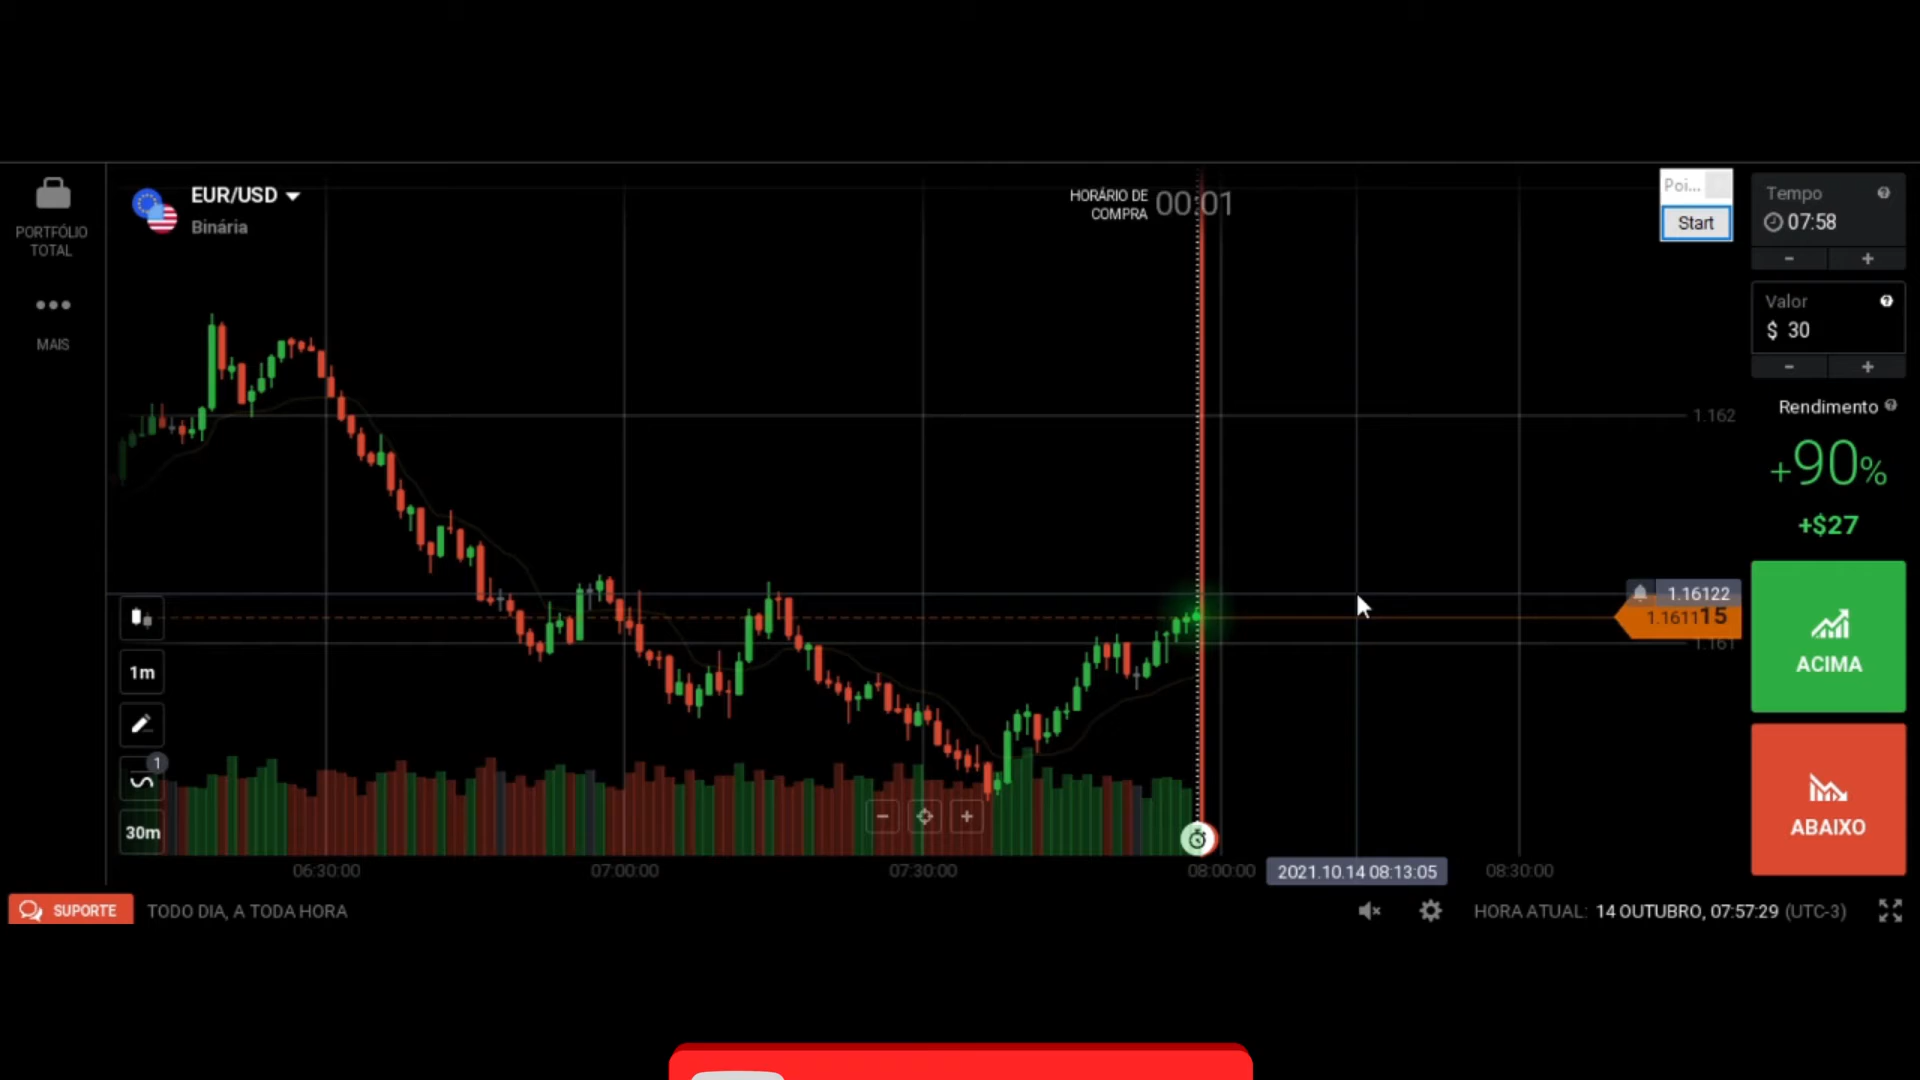 PORTFÓLIO
TOTAL
MAIS
EUR/USD
Binária
HORÁRIO DE
COMPRA
00:01
Poi...
Start
Tempo
07:58
-
+
Valor
$ 30
-
+
Rendimento
+90%
+$27
ACIMA
ABAIXO
1.162
1.16122
1.161115
1.161
1m
1
30m
-
+
06:30:00
07:00:00
07:30:00
08:00:00
2021.10.14 08:13:05
08:30:00
SUPORTE
TODO DIA, A TODA HORA
HORA ATUAL: 14 OUTUBRO, 07:57:29 (UTC-3)